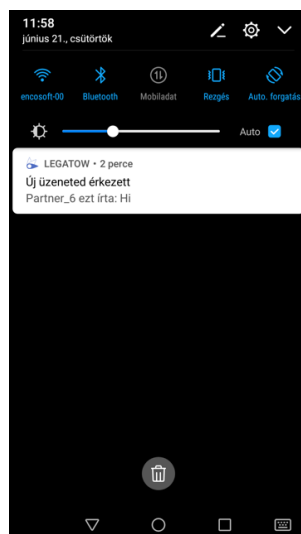 11:58
június 21., csütörtök
encosoft-00 Bluetooth Mobiladat Rezgés Auto. forgatás
Auto
LEGATOW • 2 perce
Új üzeneted érkezett
Partner_6 ezt írta: Hi